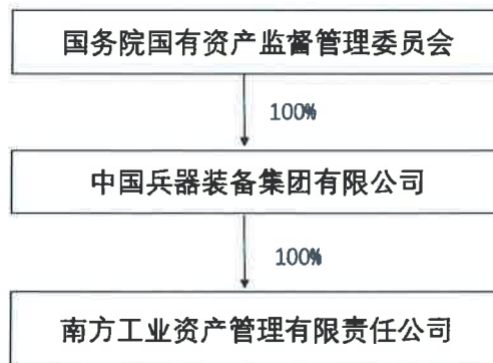 国务院国有资产监督管理委员会
100%
中国兵器装备集团有限公司
100%
南方工业资产管理有限责任公司